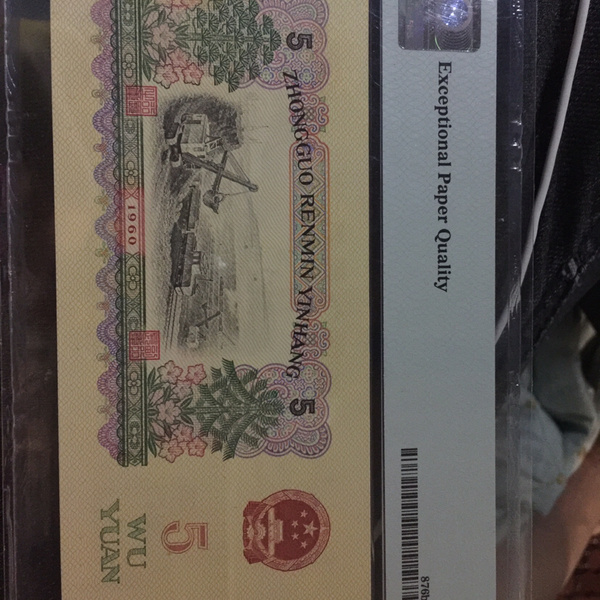 Exceptional Paper Quality
5
ZHONGGUO RENMIN YINHANG
5
1960
5
WU
YUAN